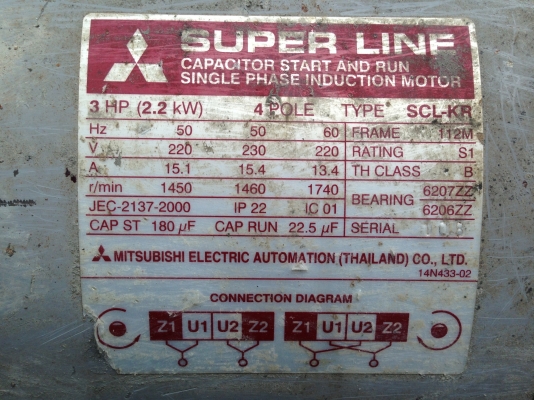 SUPER LINE
CAPACITOR START AND RUN
SINGLE PHASE INDUCTION MOTOR
3 HP (2.2 kW) 4 POLE TYPE SCL-KR
Hz 50 50 60 FRAME 112M
V 220 230 220 RATING S1
A 15.1 15.4 13.4 TH CLASS B
r/min 1450 1460 1740 BEARING 6207ZZ
JEC-2137-2000 IP 22 IC 01 6206ZZ
CAP ST 180 µF CAP RUN 22.5 µF SERIAL
MITSUBISHI ELECTRIC AUTOMATION (THAILAND) CO., LTD.
14N433-02
CONNECTION DIAGRAM
Z1 U1 U2 Z2 Z1 U1 U2 Z2